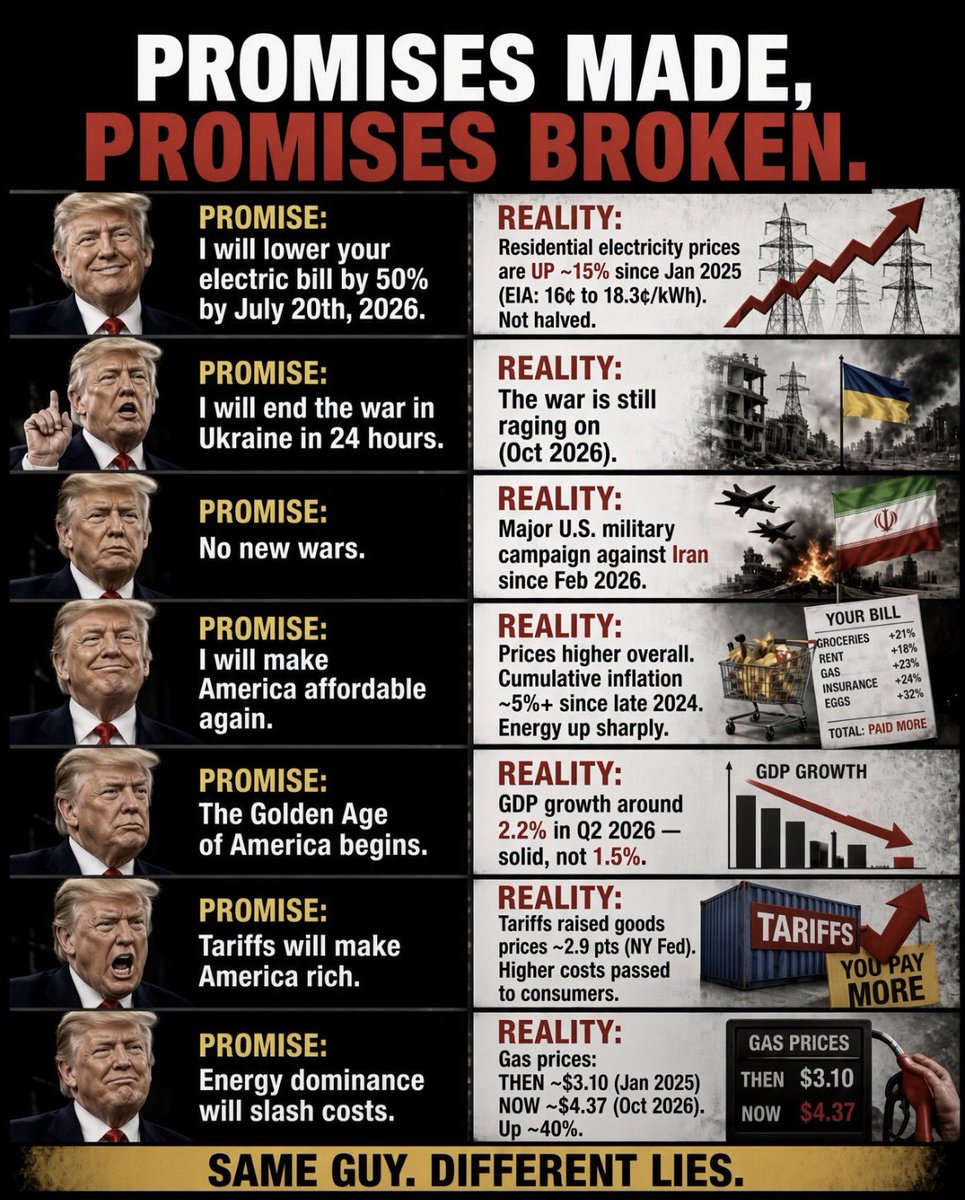 PROMISES MADE,
PROMISES BROKEN.
PROMISE:
I will lower your
electric bill by 50%
by July 20th, 2026.
REALITY:
Residential electricity prices
are UP ~15% since Jan 2025
(EIA: 16¢ to 18.3¢/kWh).
Not halved.
PROMISE:
I will end the war in
Ukraine in 24 hours.
REALITY:
The war is still
raging on
(Oct 2026).
PROMISE:
No new wars.
REALITY:
Major U.S. military
campaign against Iran
since Feb 2026.
PROMISE:
I will make
America affordable
again.
REALITY:
Prices higher overall.
Cumulative inflation
~5%+ since late 2024.
Energy up sharply.
YOUR BILL
GROCERIES +21%
RENT +18%
GAS +23%
INSURANCE +24%
EGGS +32%
TOTAL: PAID MORE
PROMISE:
The Golden Age
of America begins.
REALITY:
GDP growth around
2.2% in Q2 2026 —
solid, not 1.5%.
GDP GROWTH
PROMISE:
Tariffs will make
America rich.
REALITY:
Tariffs raised goods
prices ~2.9 pts (NY Fed).
Higher costs passed
to consumers.
TARIFFS
YOU PAY
MORE
PROMISE:
Energy dominance
will slash costs.
REALITY:
Gas prices:
THEN ~$3.10 (Jan 2025)
NOW ~$4.37 (Oct 2026).
Up ~40%.
GAS PRICES
THEN $3.10
NOW $4.37
SAME GUY. DIFFERENT LIES.